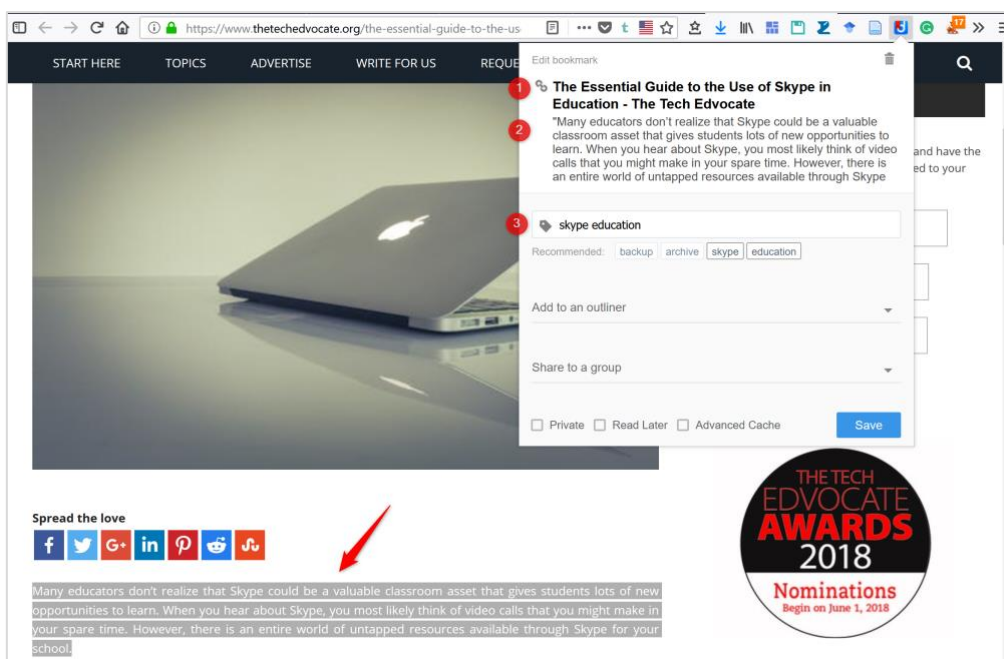 https://www.thetechedvocate.org/the-essential-guide-to-the-us
17
START HERE TOPICS ADVERTISE WRITE FOR US REQUE
Edit bookmark
1 The Essential Guide to the Use of Skype in
Education - The Tech Edvocate
2 "Many educators don't realize that Skype could be a valuable
classroom asset that gives students lots of new opportunities to
learn. When you hear about Skype, you most likely think of video
calls that you might make in your spare time. However, there is
an entire world of untapped resources available through Skype
and have the
ed to your
3 skype education
Recommended: backup archive skype education
Add to an outliner
Share to a group
Private Read Later Advanced Cache Save
THE TECH
EDVOCATE
AWARDS
2018
Nominations
Begin on June 1, 2018
Spread the love
Many educators don't realize that Skype could be a valuable classroom asset that gives students lots of new
opportunities to learn. When you hear about Skype, you most likely think of video calls that you might make in
your spare time. However, there is an entire world of untapped resources available through Skype for your
school.